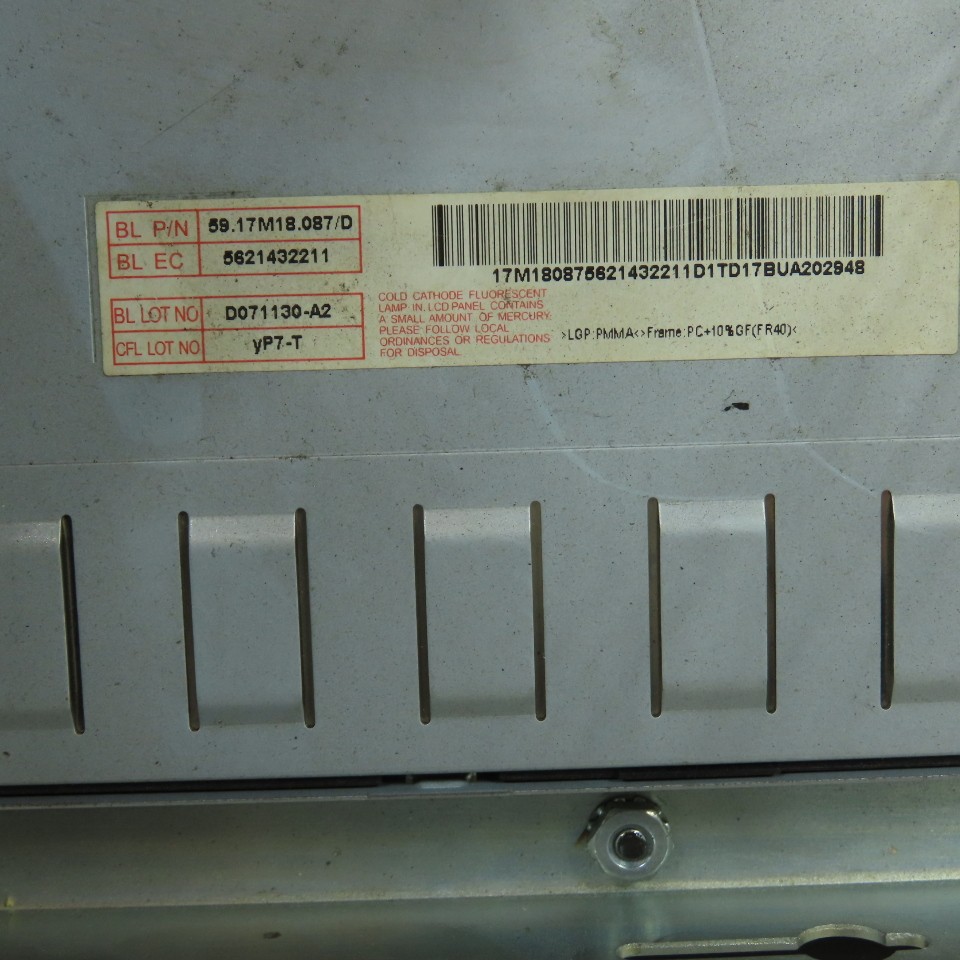 BL P/N 59.17M18.087/D
BL EC 5621432211
BL LOT NO D071130-A2
CFL LOT NO yP7-T
17M180875621432211D1TD17BUA202948
COLD CATHODE FLUORESCENT
LAMP IN LCD PANEL CONTAINS
A SMALL AMOUNT OF MERCURY.
PLEASE FOLLOW LOCAL
ORDINANCES OR REGULATIONS
FOR DISPOSAL
>LGP:PMMA<>Frame:PC+10%GF(FR40)<